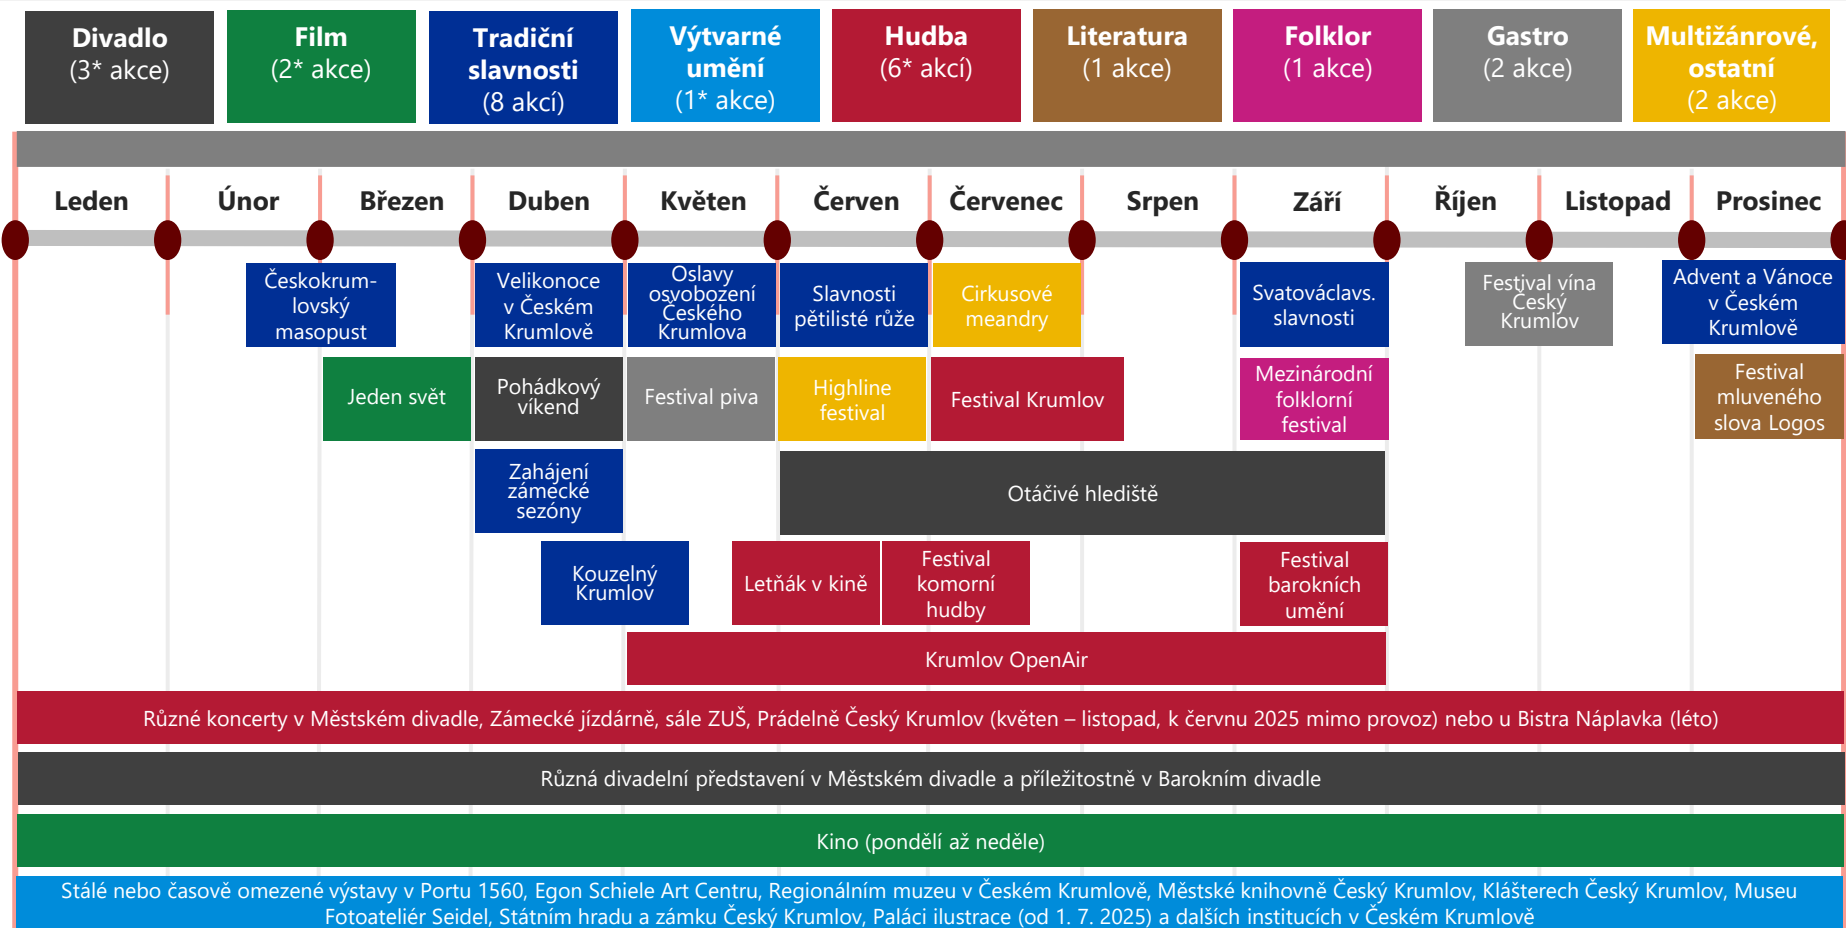 Divadlo
(3* akce)
Film
(2* akce)
Tradiční
slavnosti
(8 akcí)
Výtvarné
umění
(1* akce)
Hudba
(6* akcí)
Literatura
(1 akce)
Folklor
(1 akce)
Gastro
(2 akce)
Multižánrové,
ostatní
(2 akce)
Leden
Únor
Březen
Duben
Květen
Červen
Červenec
Srpen
Září
Říjen
Listopad
Prosinec
Českokrum-
lovský
masopust
Velikonoce
v Českém
Krumlově
Oslavy
osvobození
Českého
Krumlova
Slavnosti
pětilisté růže
Cirkusové
meandry
Svatováclavs.
slavnosti
Festival vína
Český
Krumlov
Advent a Vánoce
v Českém
Krumlově
Jeden svět
Pohádkový
víkend
Festival piva
Highline
festival
Festival Krumlov
Mezinárodní
folklorní
festival
Festival
mluveného
slova Logos
Zahájení
zámecké
sezóny
Otáčivé hlediště
Kouzelný
Krumlov
Letňák v kině
Festival
komorní
hudby
Festival
barokních
umění
Krumlov OpenAir
Různé koncerty v Městském divadle, Zámecké jízdárně, sále ZUŠ, Prádelně Český Krumlov (květen – listopad, k červnu 2025 mimo provoz) nebo u Bistra Náplavka (léto)
Různá divadelní představení v Městském divadle a příležitostně v Barokním divadle
Kino (pondělí až neděle)
Stálé nebo časově omezené výstavy v Portu 1560, Egon Schiele Art Centru, Regionálním muzeu v Českém Krumlově, Městské knihovně Český Krumlov, Klášterech Český Krumlov, Museu
Fotoateliér Seidel, Státním hradu a zámku Český Krumlov, Paláci ilustrace (od 1. 7. 2025) a dalších institucích v Českém Krumlově